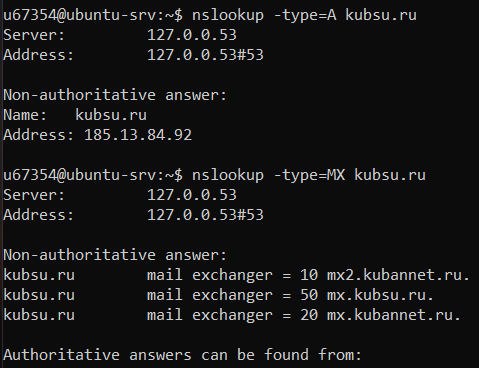 u67354@ubuntu-srv:~$ nslookup -type=A kubsu.ru
Server:         127.0.0.53
Address:        127.0.0.53#53

Non-authoritative answer:
Name:   kubsu.ru
Address: 185.13.84.92

u67354@ubuntu-srv:~$ nslookup -type=MX kubsu.ru
Server:         127.0.0.53
Address:        127.0.0.53#53

Non-authoritative answer:
kubsu.ru        mail exchanger = 10 mx2.kubannet.ru.
kubsu.ru        mail exchanger = 50 mx.kubsu.ru.
kubsu.ru        mail exchanger = 20 mx.kubannet.ru.

Authoritative answers can be found from: